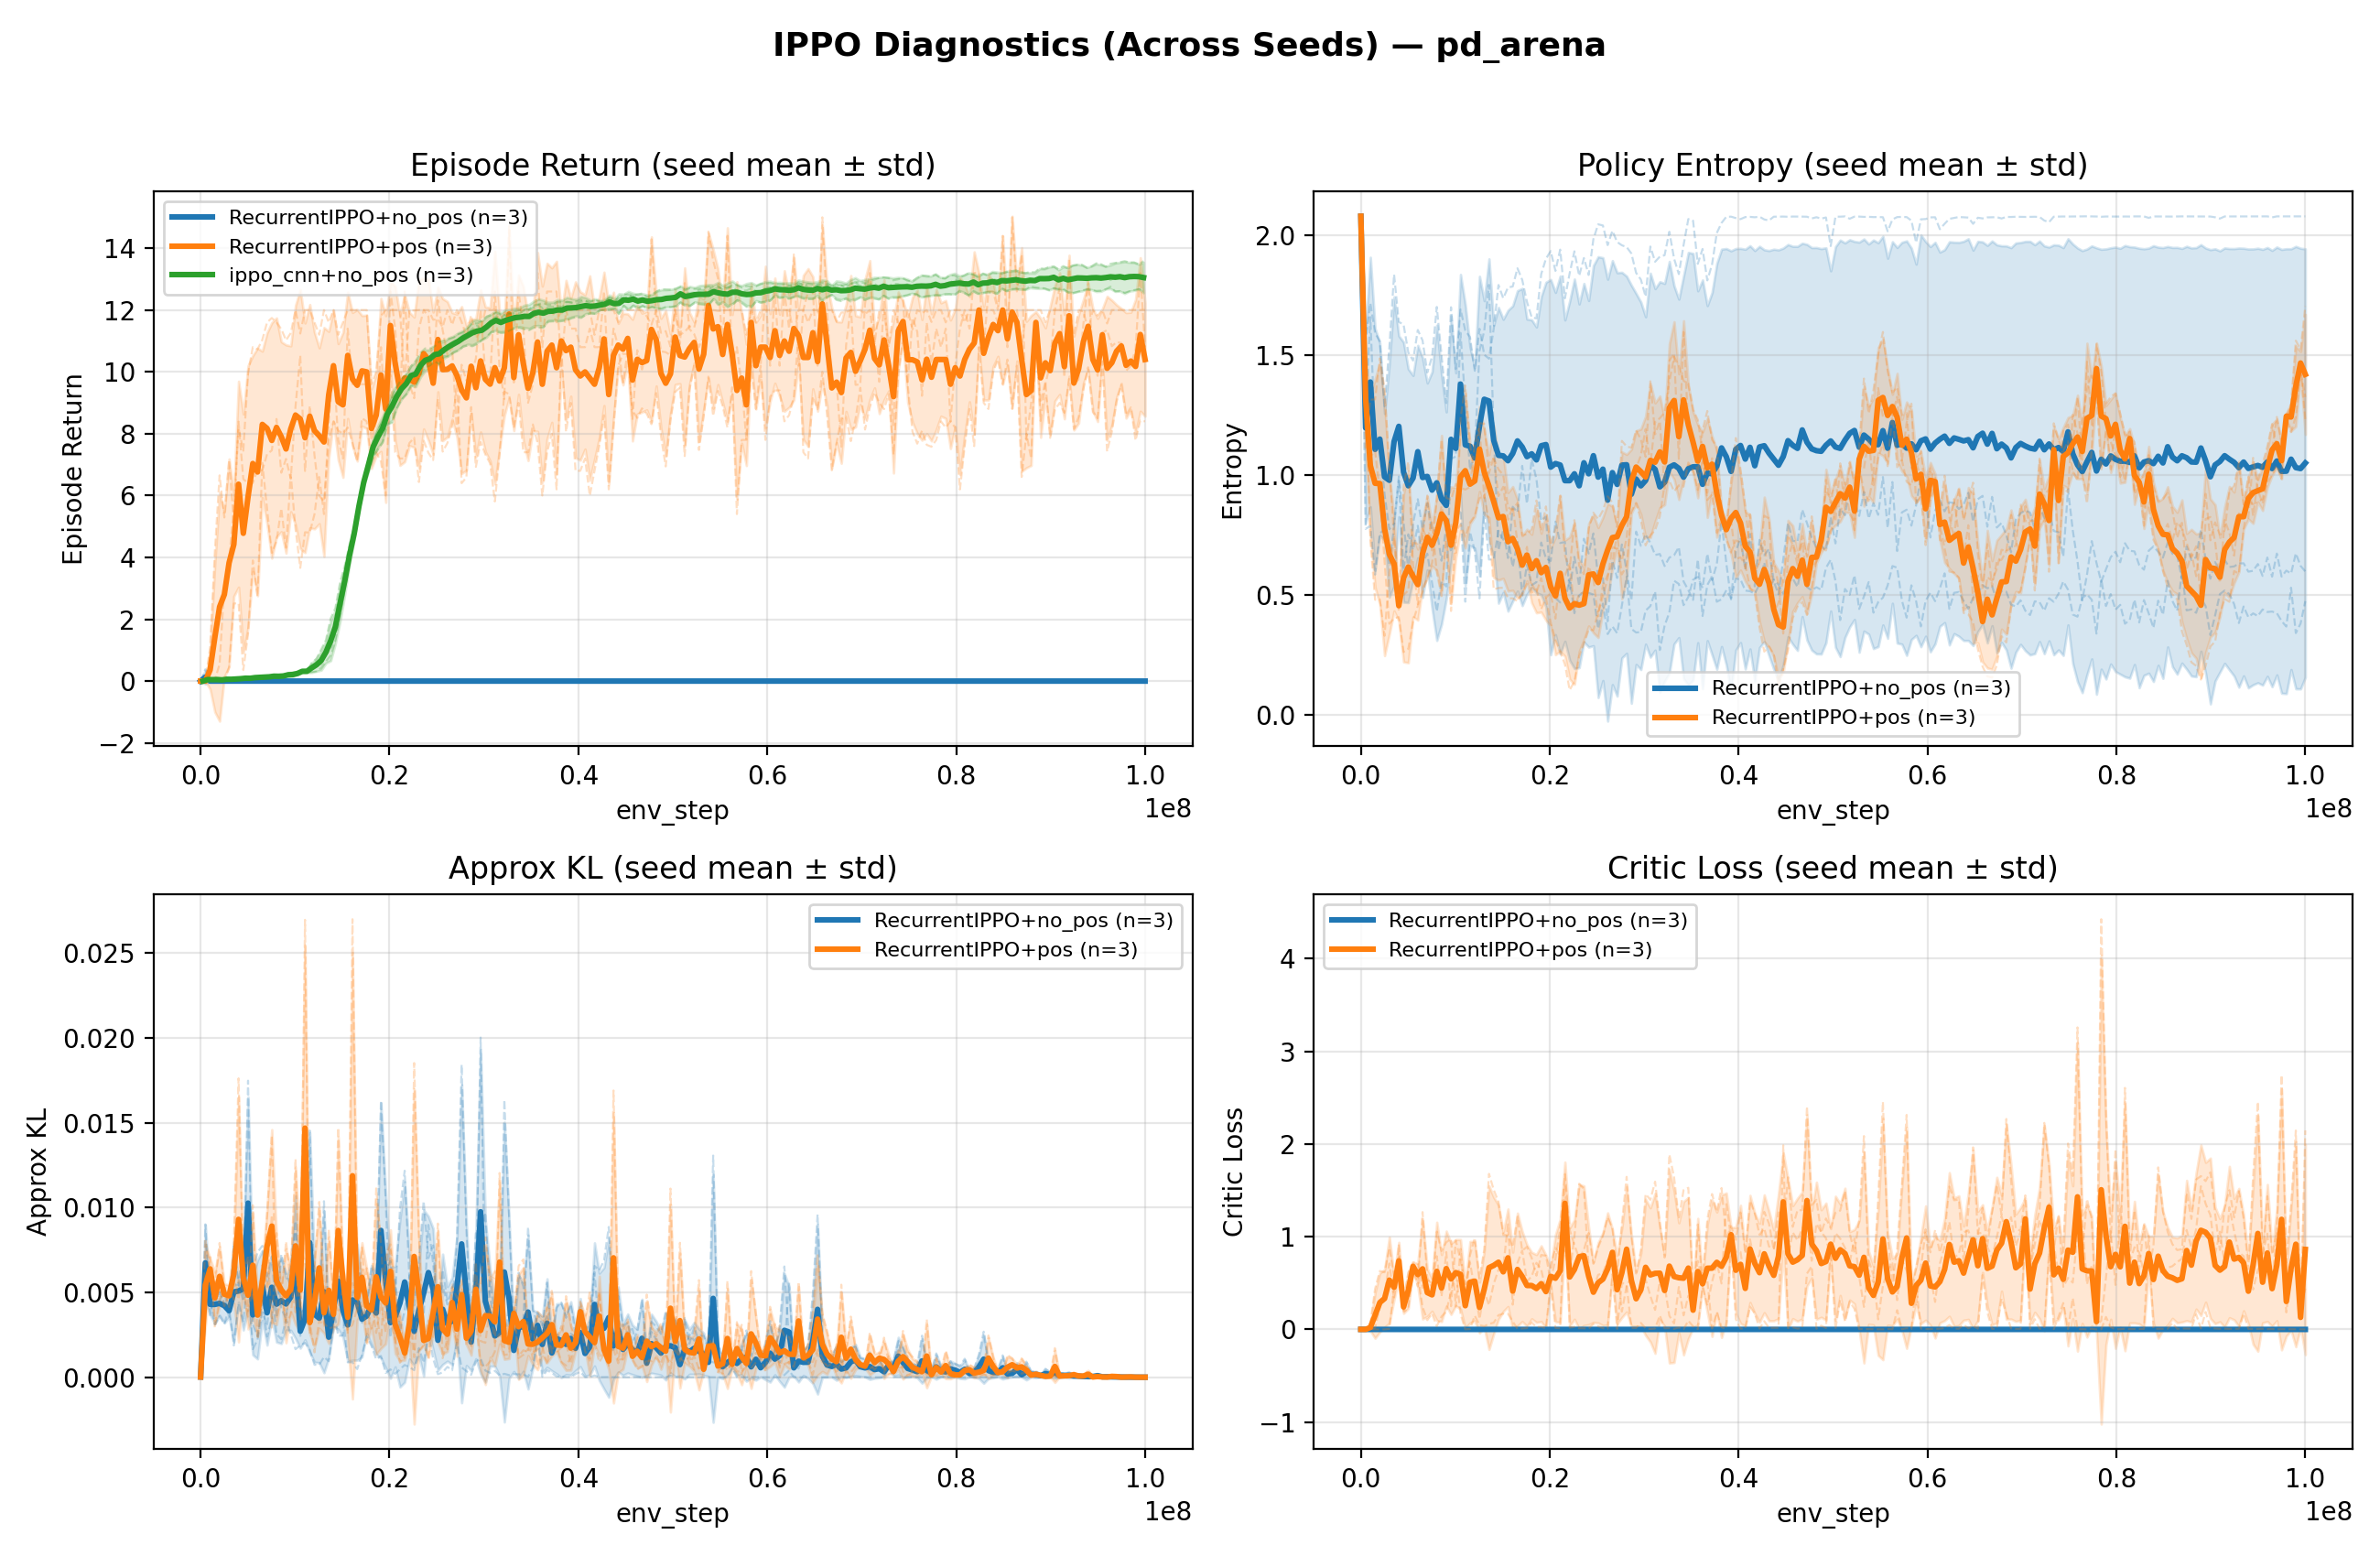 IPPO Diagnostics (Across Seeds) — pd_arena
Episode Return (seed mean ± std)
RecurrentIPPO+no_pos (n=3)
RecurrentIPPO+pos (n=3)
ippo_cnn+no_pos (n=3)
14
12
10
8
6
4
2
0
−2
Episode Return
0.0 0.2 0.4 0.6 0.8 1.0
1e8
env_step
Policy Entropy (seed mean ± std)
2.0
1.5
1.0
0.5
0.0
Entropy
RecurrentIPPO+no_pos (n=3)
RecurrentIPPO+pos (n=3)
0.0 0.2 0.4 0.6 0.8 1.0
1e8
env_step
Approx KL (seed mean ± std)
RecurrentIPPO+no_pos (n=3)
RecurrentIPPO+pos (n=3)
0.025
0.020
0.015
0.010
0.005
0.000
Approx KL
0.0 0.2 0.4 0.6 0.8 1.0
1e8
env_step
Critic Loss (seed mean ± std)
RecurrentIPPO+no_pos (n=3)
RecurrentIPPO+pos (n=3)
4
3
2
1
0
−1
Critic Loss
0.0 0.2 0.4 0.6 0.8 1.0
1e8
env_step